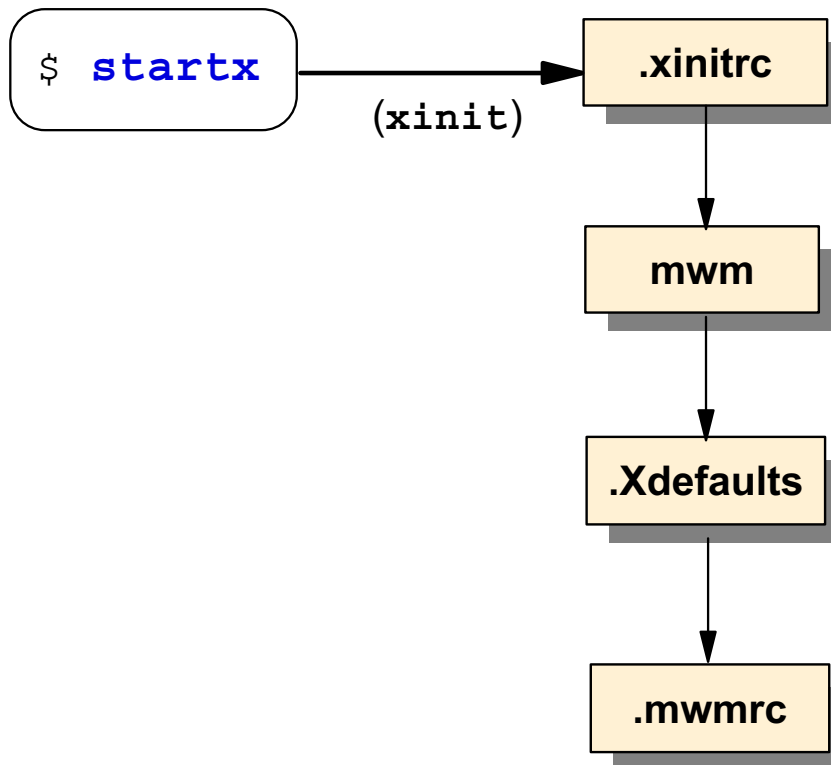 $ startx
(xinit)
.xinitrc
mwm
.Xdefaults
.mwmrc